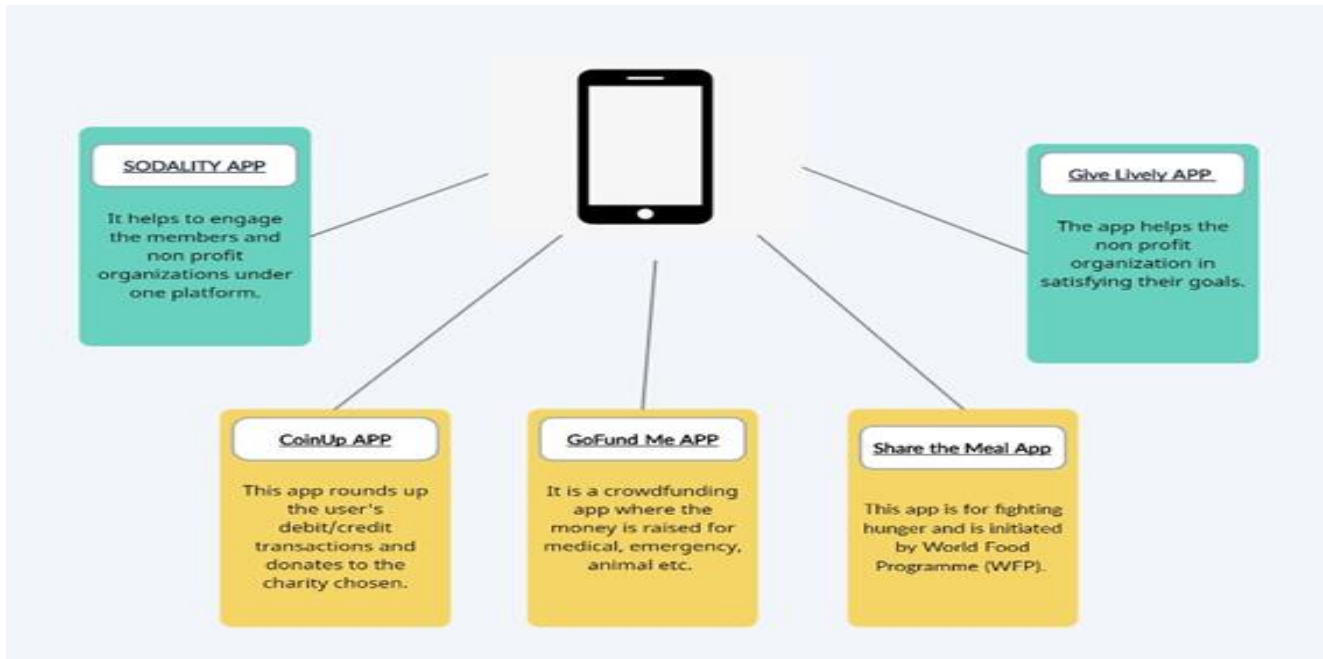 SODALITY APP
It helps to engage
the members and
non profit
organizations under
one platform.
Give Lively APP
The app helps the
non profit
organization in
satisfying their goals.
CoinUp APP
This app rounds up
the user's
debit/credit
transactions and
donates to the
charity chosen.
GoFund Me APP
It is a crowdfunding
app where the
money is raised for
medical, emergency,
animal etc.
Share the Meal App
This app is for fighting
hunger and is initiated
by World Food
Programme (WFP).